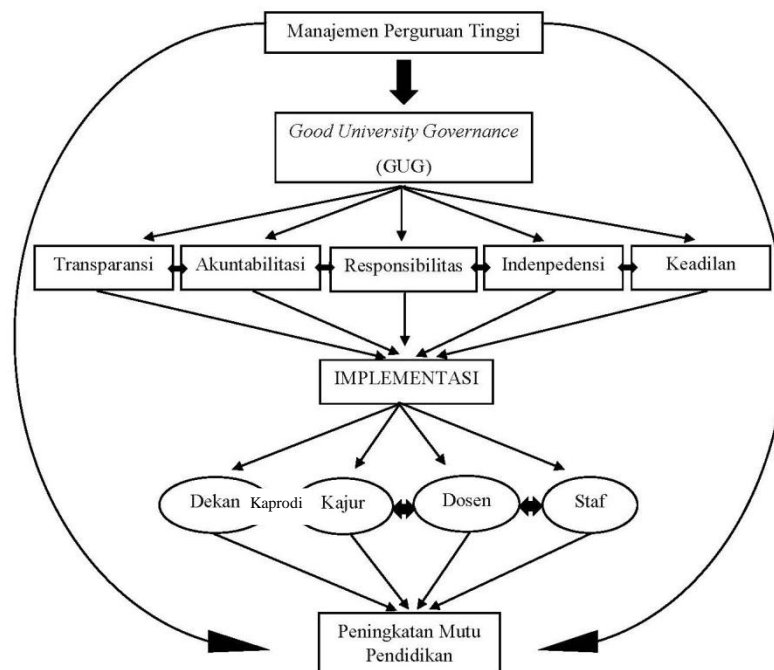 Manajemen Perguruan Tinggi
Good University Governance
(GUG)
Transparansi
Akuntabilitasi
Responsibilitas
Indenpedensi
Keadilan
IMPLEMENTASI
Dekan
Kaprodi
Kajur
Dosen
Staf
Peningkatan Mutu
Pendidikan